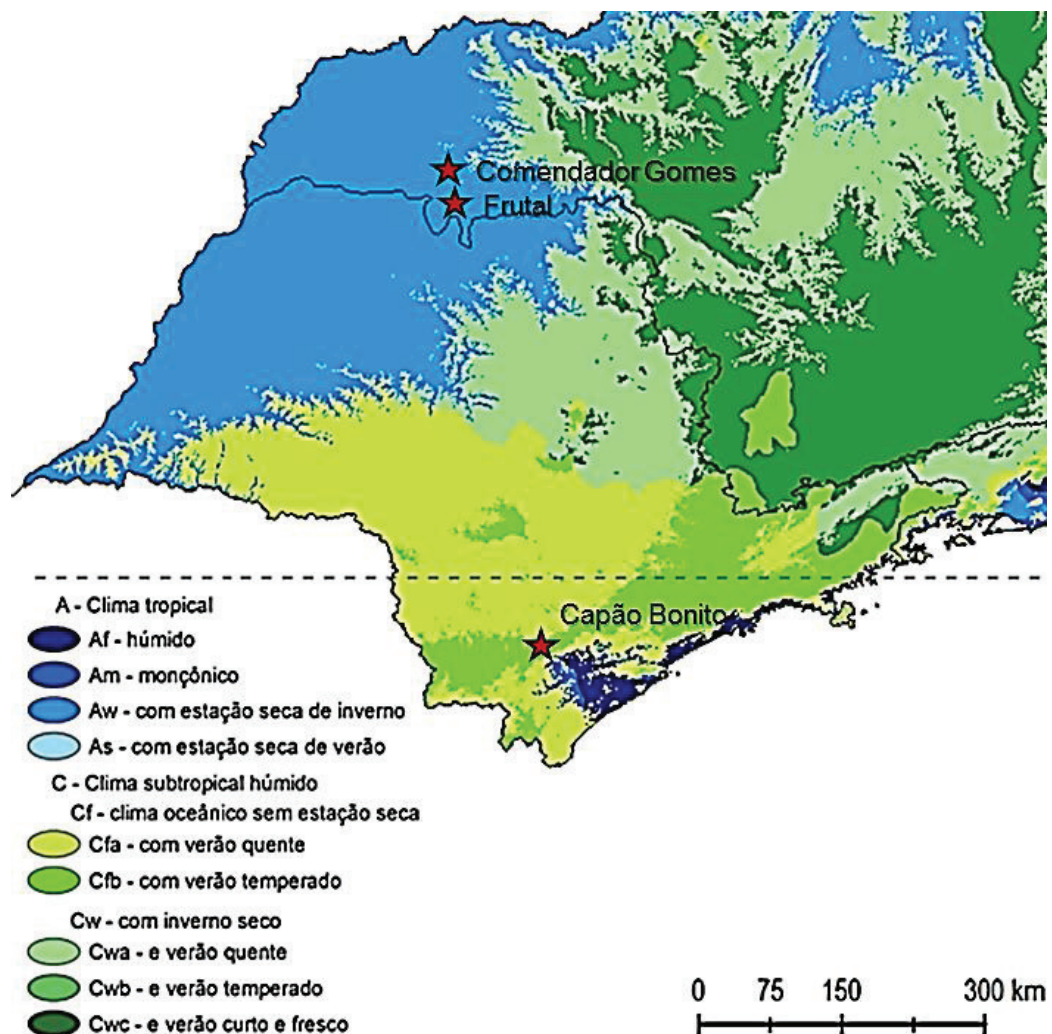 Comendador Gomes
Frutal
Capão Bonito
A - Clima tropical
Af - húmido
Am - monçônico
Aw - com estação seca de inverno
As - com estação seca de verão
C - Clima subtropical húmido
Cf - clima oceánico sem estação seca
Cfa - com verão quente
Cfb - com verão temperado
Cw - com inverno seco
Cwa - e verão quente
Cwb - e verão temperado
Cwc - e verão curto e fresco
0 75 150 300 km